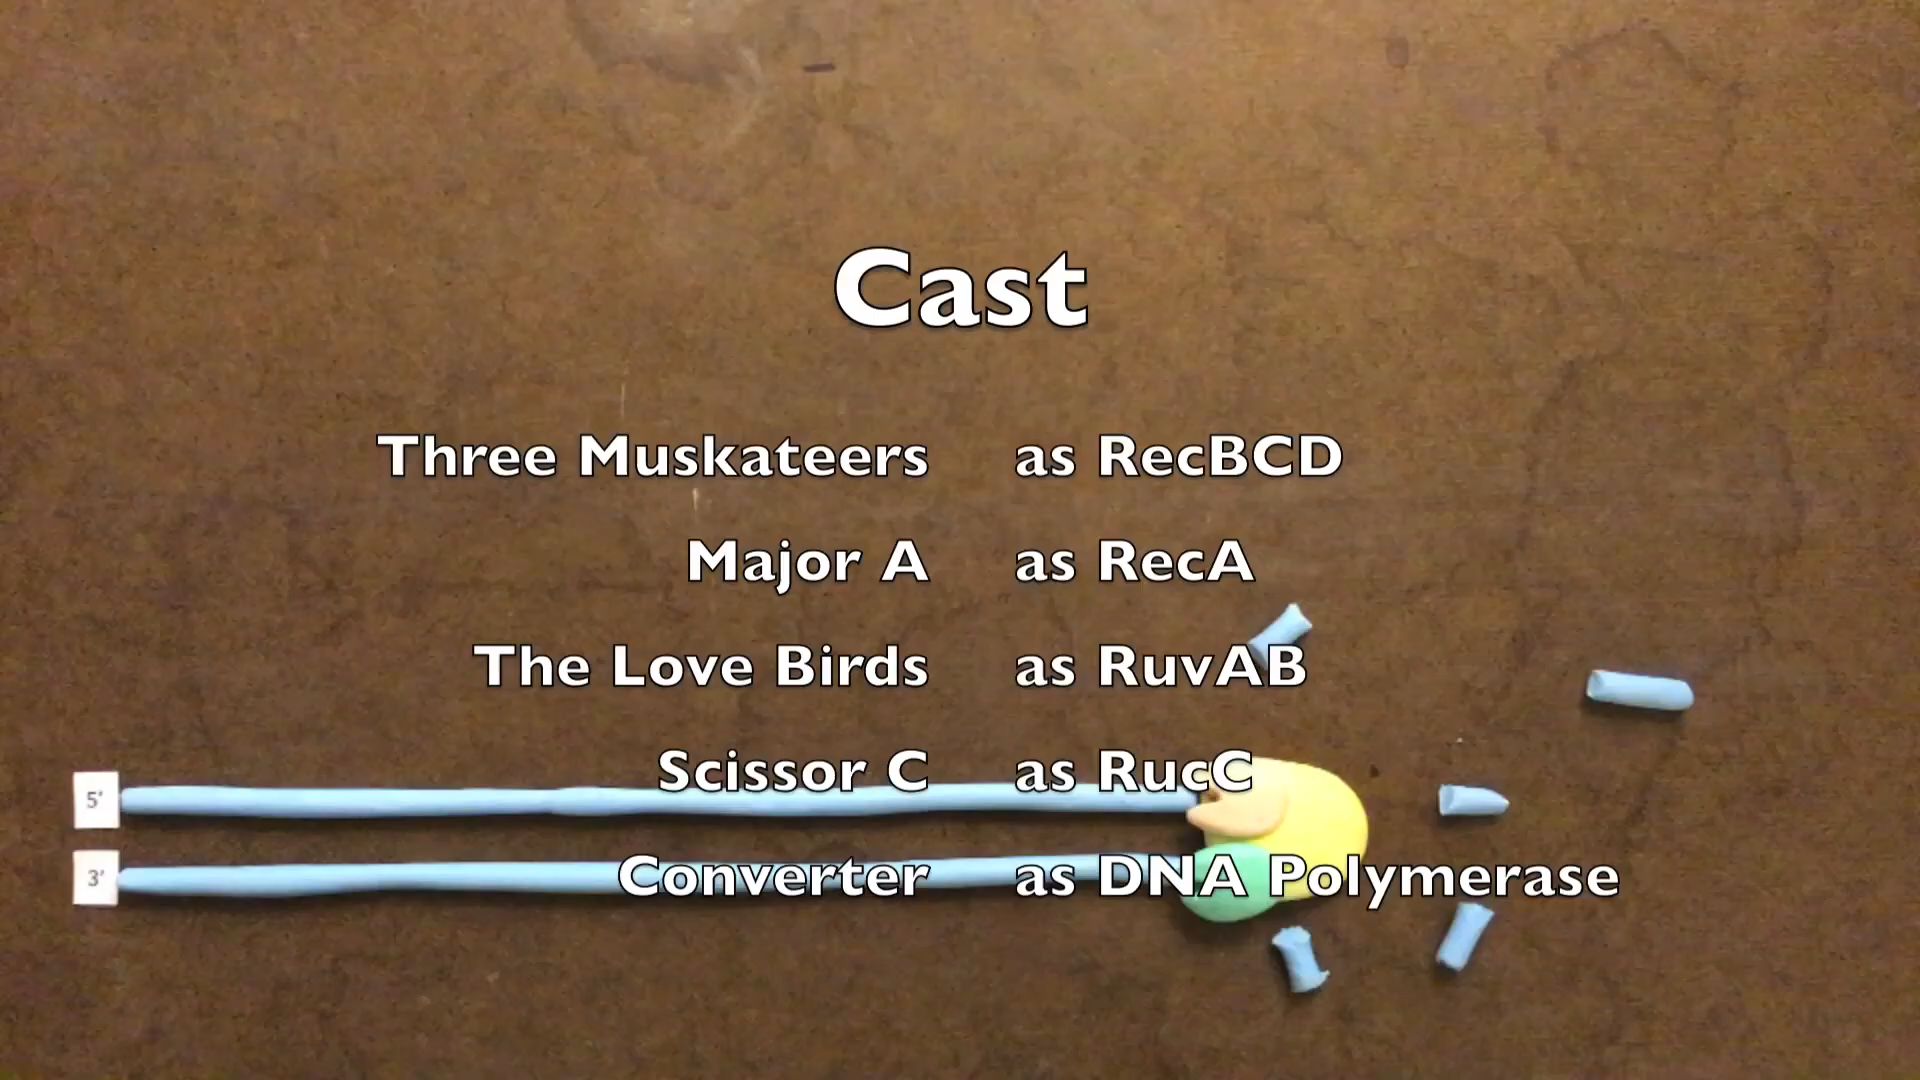 Cast
Three Muskateers as RecBCD
Major A as RecA
The Love Birds as RuvAB
Scissor C as RucC
5'
Converter as DNA Polymerase
3'